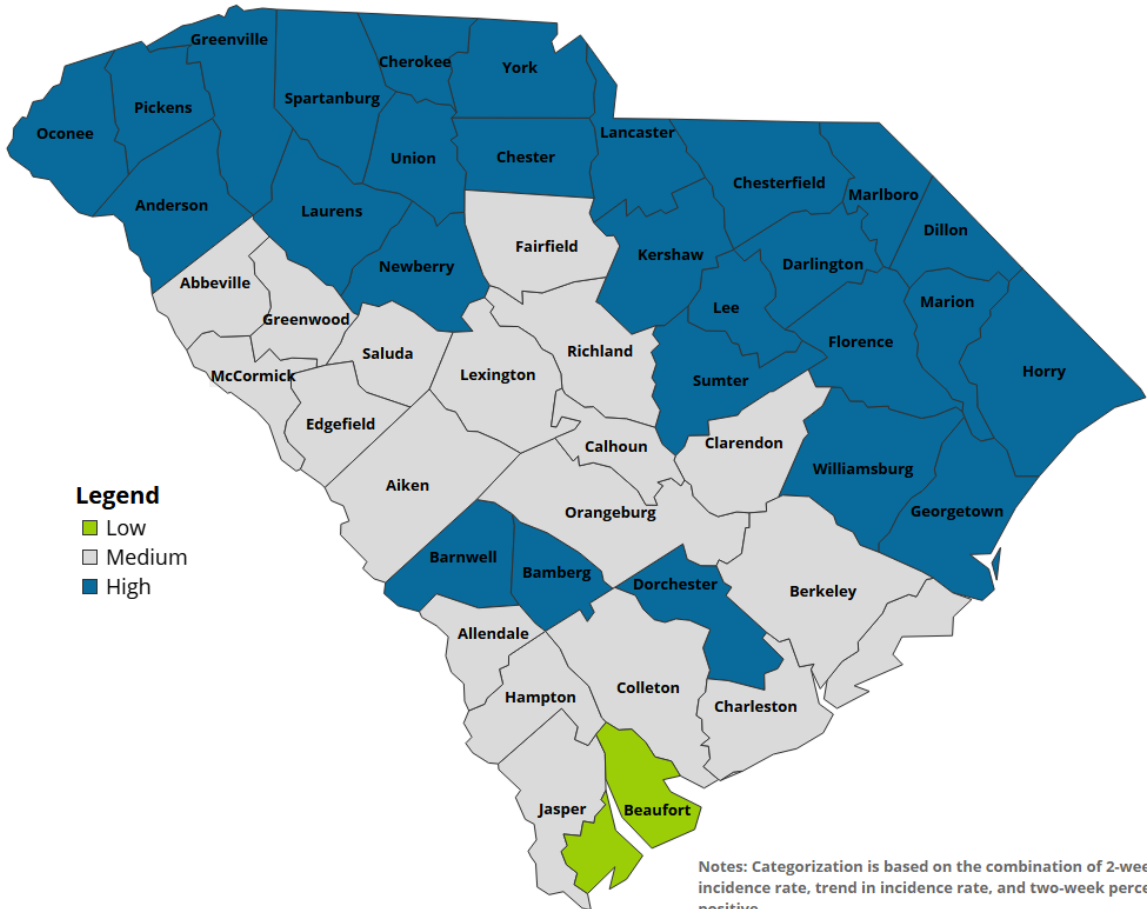 Greenville
Cherokee
York
Spartanburg
Pickens
Oconee
Lancaster
Union
Chester
Chesterfield
Marlboro
Anderson
Laurens
Dillon
Fairfield
Kershaw
Newberry
Darlington
Abbeville
Marion
Lee
Greenwood
Florence
Richland
Saluda
Horry
McCormick
Lexington
Sumter
Edgefield
Clarendon
Calhoun
Williamsburg
Aiken
Orangeburg
Georgetown
Legend
Low
Medium
High
Barnwell
Bamberg
Dorchester
Berkeley
Allendale
Colleton
Hampton
Charleston
Jasper
Beaufort
Notes: Categorization is based on the combination of 2-wee
incidence rate, trend in incidence rate, and two-week perce
positive